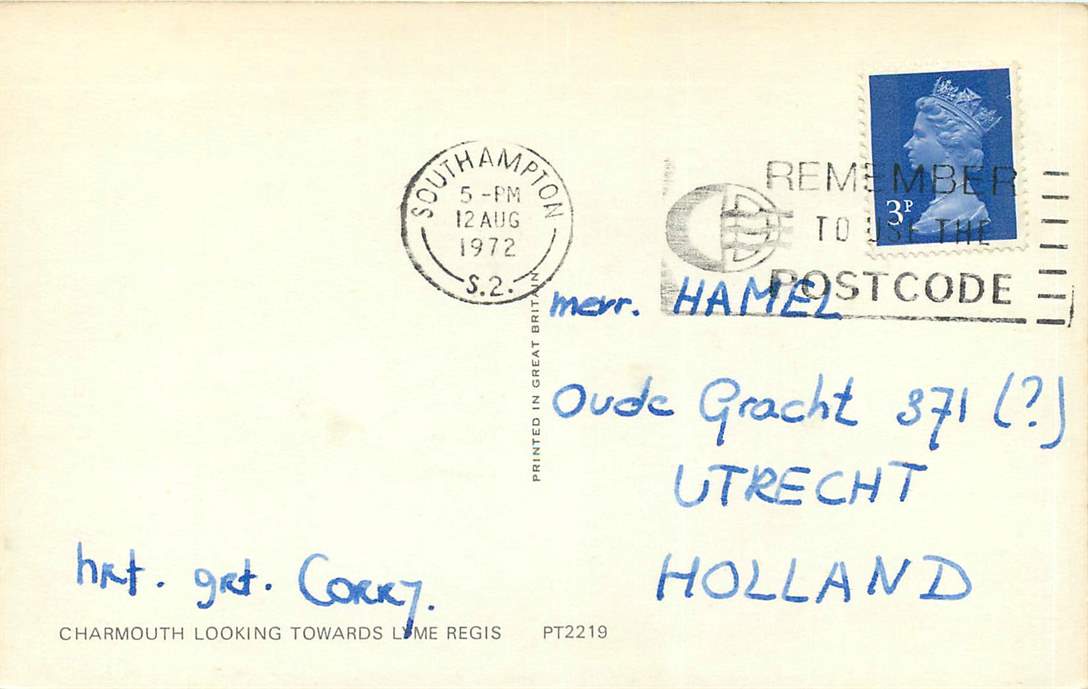 SOUTHAMPTON
5 - PM
12 AUG
1972
S.2.
REMEMBER
TO USE THE
POSTCODE
3P
PRINTED IN GREAT BRITAIN
mevr. HAMEL
Oude Gracht 371 (?)
UTRECHT
HOLLAND
hrt. grt. Corry.
CHARMOUTH LOOKING TOWARDS LYME REGIS PT2219